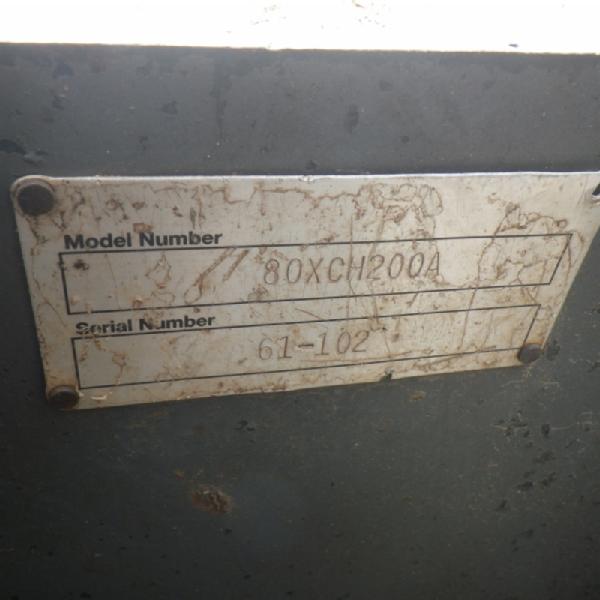 Model Number
80XCH200A
Serial Number
61-102